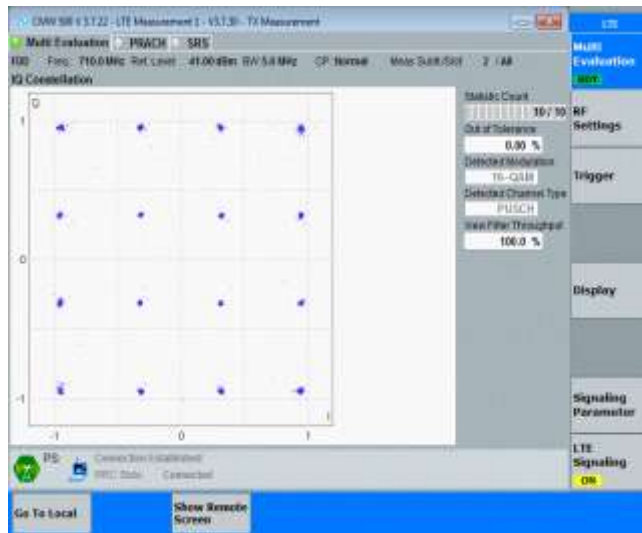 CMW 500 V 3.7.22 - LTE Measurement 1 - V3.7.30 - TX Measurement
Multi Evaluation PRACH SRS
FDD Freq.: 710.0 MHz Ref. Level: 41.00 dBm BW: 5.0 MHz CP: Normal Meas Subfr./Slot 2 / All
IQ Constellation
Q
Statistic Count
10 / 10
Out of Tolerance
0.00 %
Detected Modulation
16-QAM
Detected Channel Type
PUSCH
View Filter Throughput
100.0 %
1
0
-1
I
-1 0 1
PS:
Connection Established
RRC State: Connected
LTE
Multi
Evaluation
RDY
RF
Settings
Trigger
Display
Signaling
Parameter
LTE
Signaling
ON
Go To Local
Show Remote
Screen